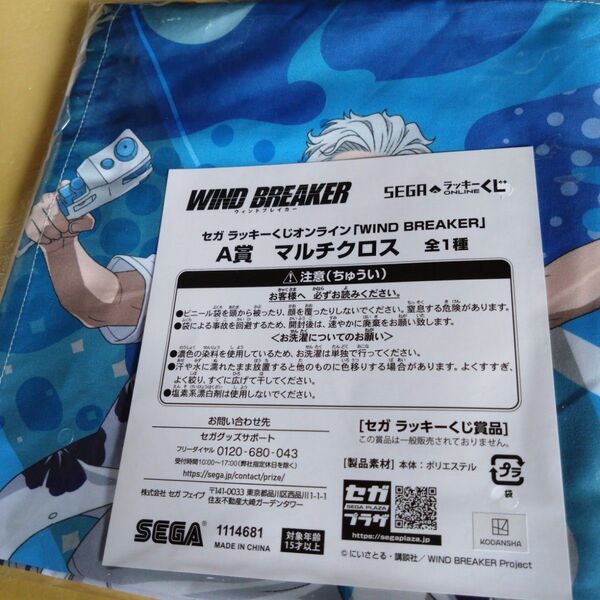 WIND BREAKER
ウィンドブレイカー
SEGA ラッキーくじ ONLINE
セガ ラッキーくじオンライン「WIND BREAKER」
A賞 マルチクロス 全1種
注意(ちゅうい)
お客様へ 必ずお読みください。
●ビニール袋を頭から被ったり、顔を覆ったりしないでください。窒息する危険があります。
●袋による事故を回避するため、開封後は、速やかに廃棄をお願い致します。
<お洗濯についてのお願い>
●濃色の染料を使用しているため、お洗濯は単独で行ってください。
●汗や水に濡れたまま放置すると他のものに色移りする場合があります。よくすすぎ、
よく絞り、すぐに広げて干してください。
●塩素系漂白剤は使用しないでください。
お問い合わせ先
セガグッズサポート
フリーダイヤル 0120-680-043
受付時間10:00~17:00(弊社指定休日を除く)
https://sega.jp/contact/prize/
株式会社 セガ フェイブ 〒141-0033 東京都品川区西品川1-1-1
住友不動産大崎ガーデンタワー
SEGA
1114681
MADE IN CHINA
対象年齢
15才以上
[セガ ラッキーくじ賞品]
この賞品は一般販売されておりません。
[製品素材] 本体:ポリエステル
プラ
袋
セガ
SEGA PLAZA
プラザ
https://segaplaza.jp/
KODANSHA
© にいさとる・講談社/WIND BREAKER Project